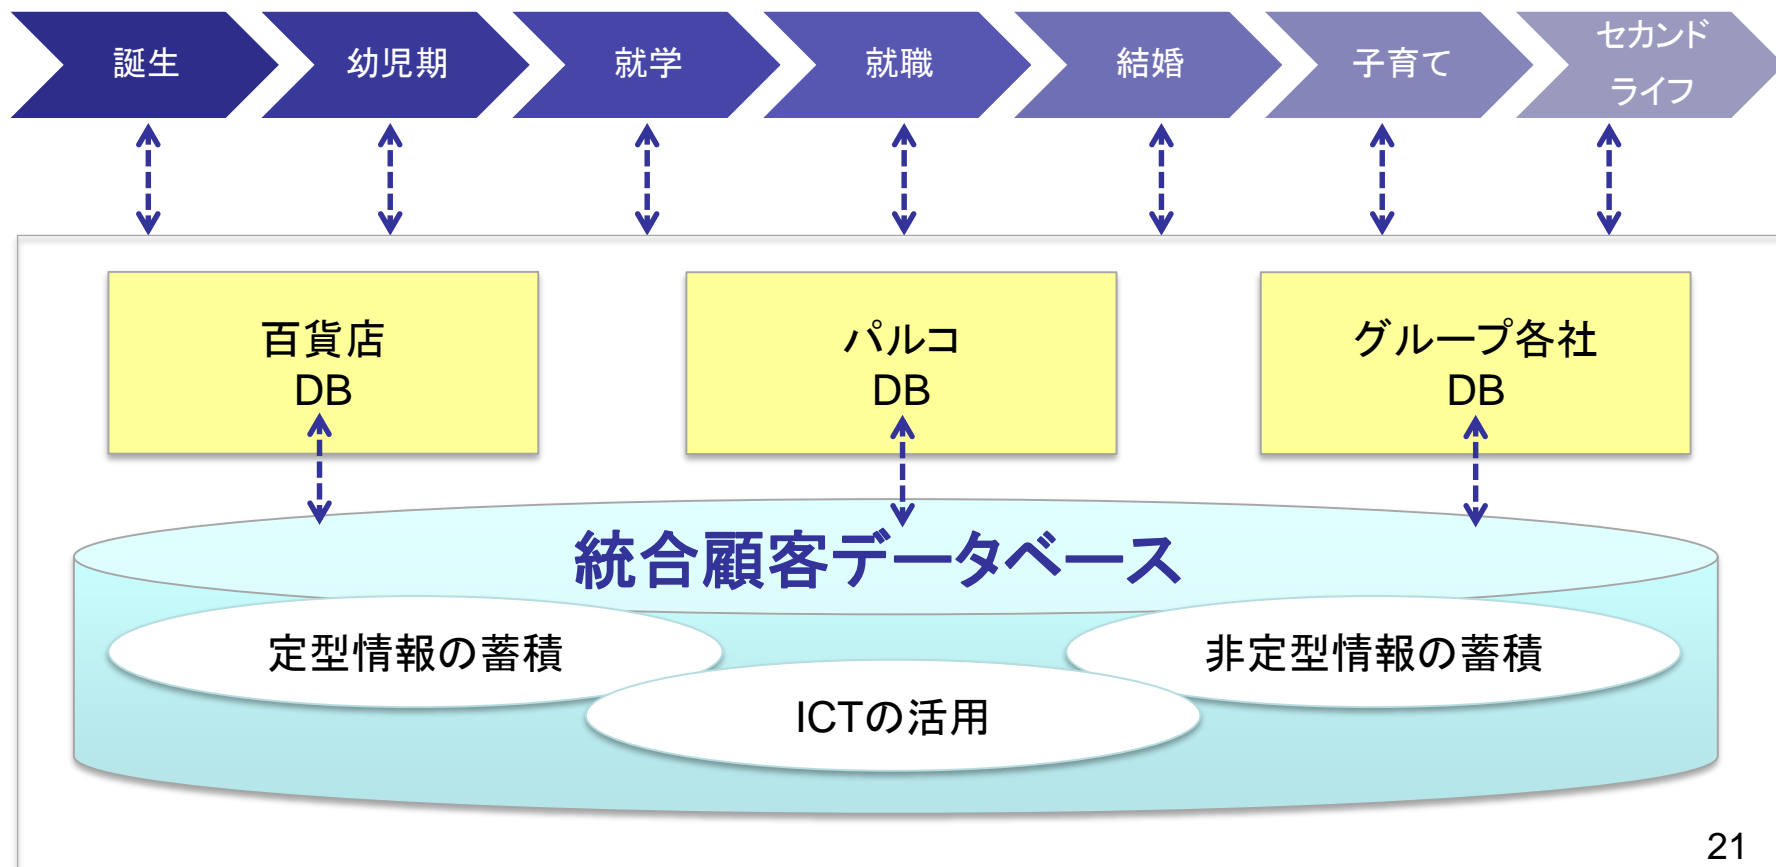 誕生
幼児期
就学
就職
結婚
子育て
セカンド
ライフ
百貨店
DB
パルコ
DB
グループ各社
DB
統合顧客データベース
定型情報の蓄積
非定型情報の蓄積
ICTの活用
21